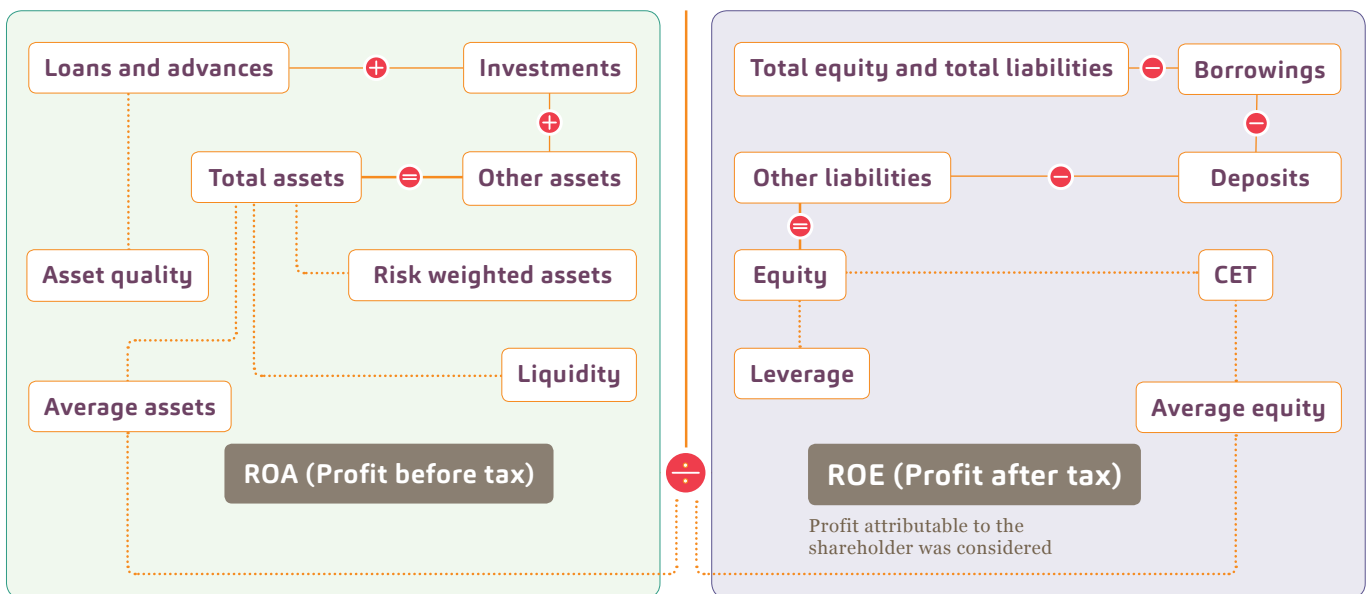 Loans and advances
+
Investments
+
Total assets
=
Other assets
Asset quality
Risk weighted assets
Liquidity
Average assets
ROA (Profit before tax)
÷
Total equity and total liabilities
−
Borrowings
−
Other liabilities
−
Deposits
=
Equity
CET
Leverage
Average equity
ROE (Profit after tax)
Profit attributable to the
shareholder was considered